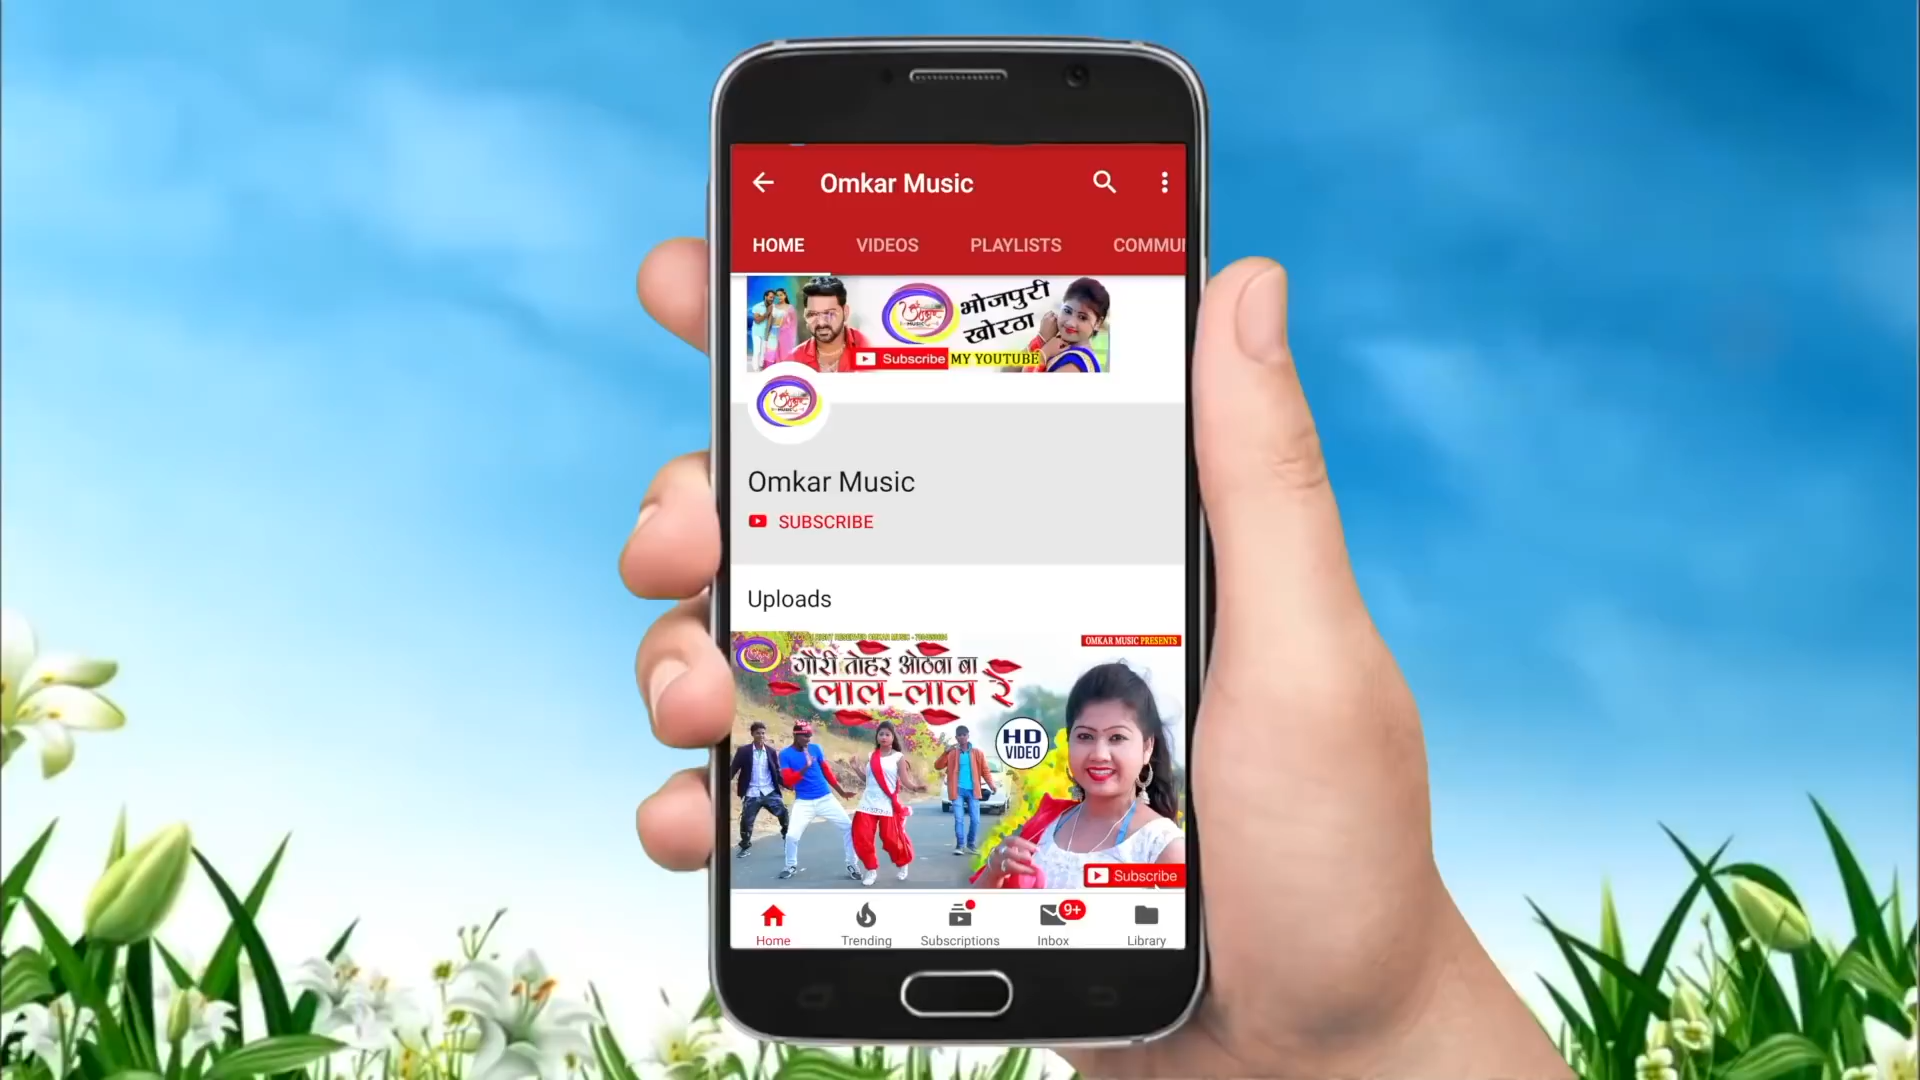 Omkar Music
HOME VIDEOS PLAYLISTS COMMU
भोजपुरी
खोरठा
Subscribe MY YOUTUBE
Omkar Music
SUBSCRIBE
Uploads
OMKAR MUSIC PRESENTS
गौरी तोहर ओठवा बा
लाल-लाल रे
HD
VIDEO
Subscribe
Home Trending Subscriptions 9+ Inbox Library